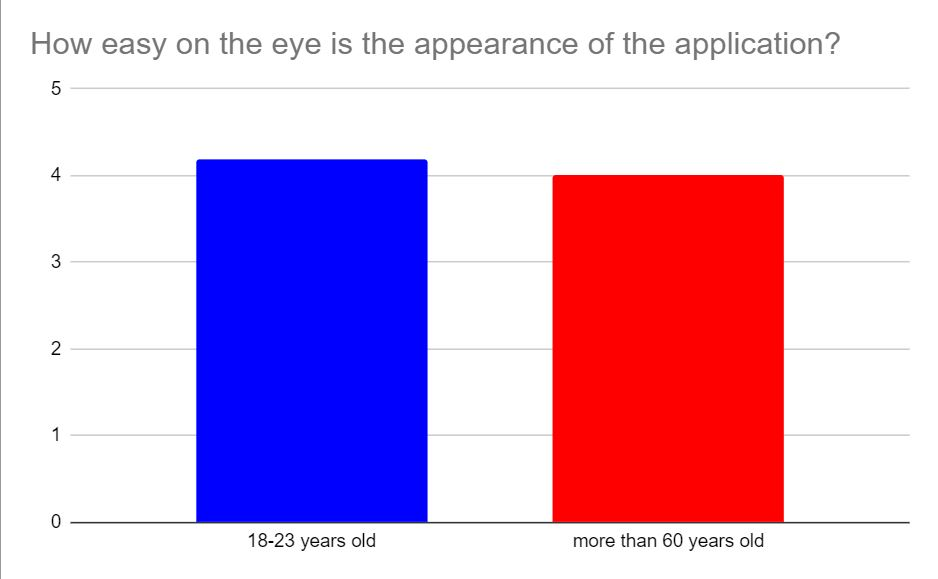 How easy on the eye is the appearance of the application?
5
4
3
2
1
0
18-23 years old
more than 60 years old